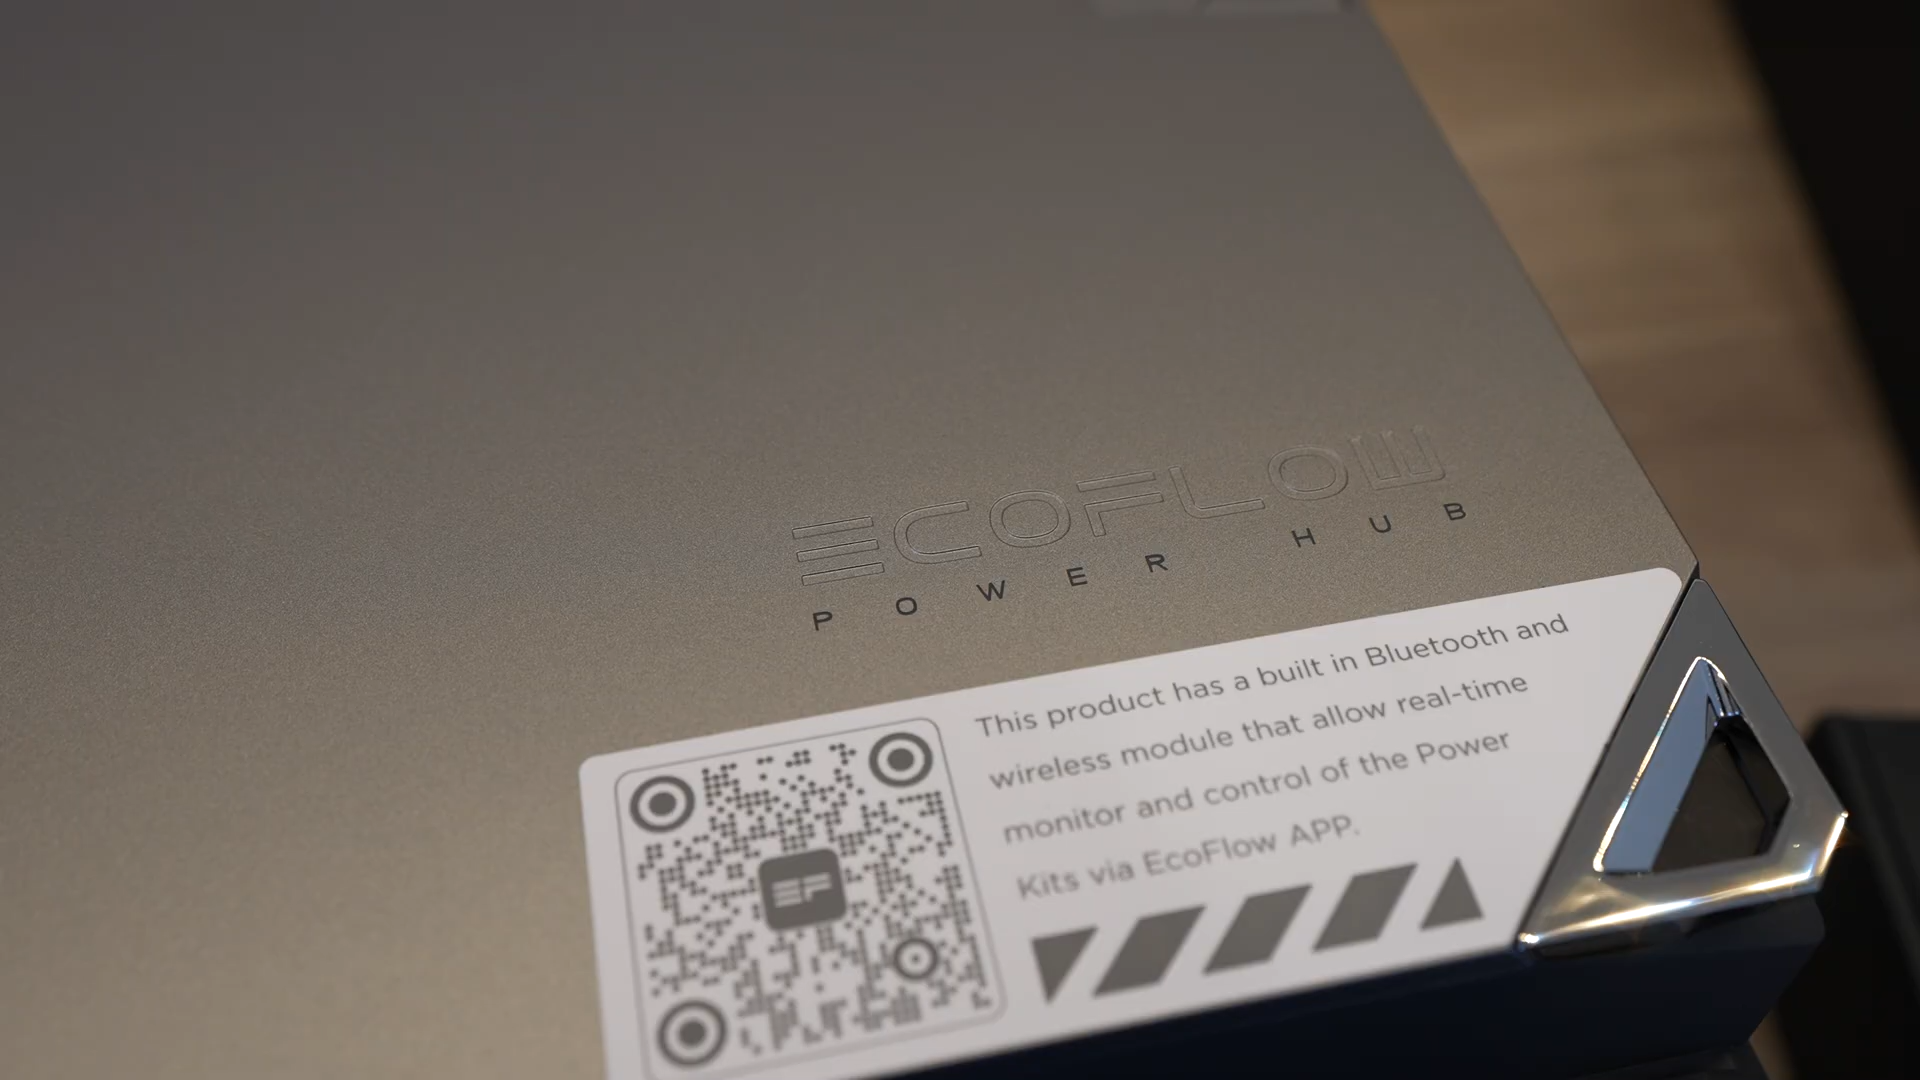 ECOFLOW
POWER HUB
This product has a built in Bluetooth and
wireless module that allow real-time
monitor and control of the Power
Kits via EcoFlow APP.
EF